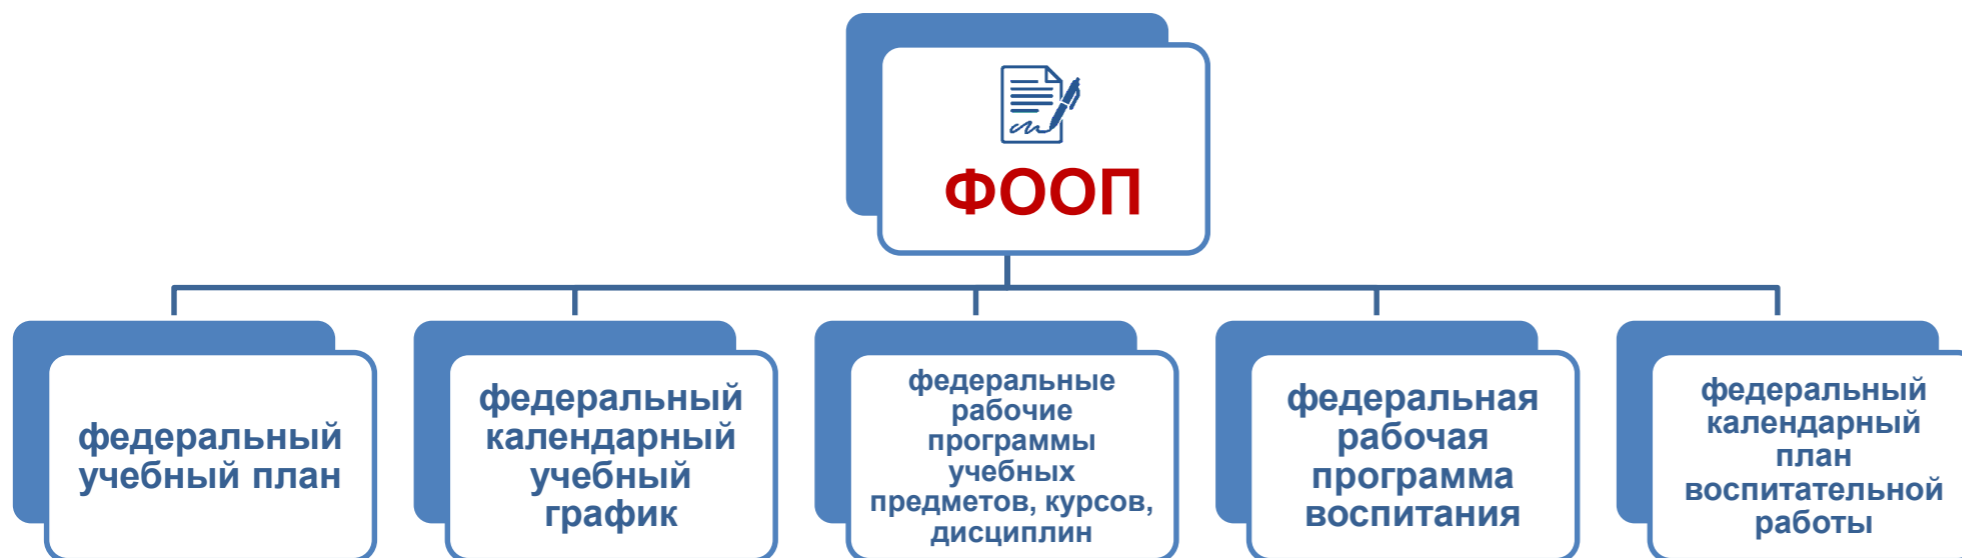 ФООП
федеральный
учебный план
федеральный
календарный
учебный
график
федеральные
рабочие
программы
учебных
предметов, курсов,
дисциплин
федеральная
рабочая
программа
воспитания
федеральный
календарный
план
воспитательной
работы